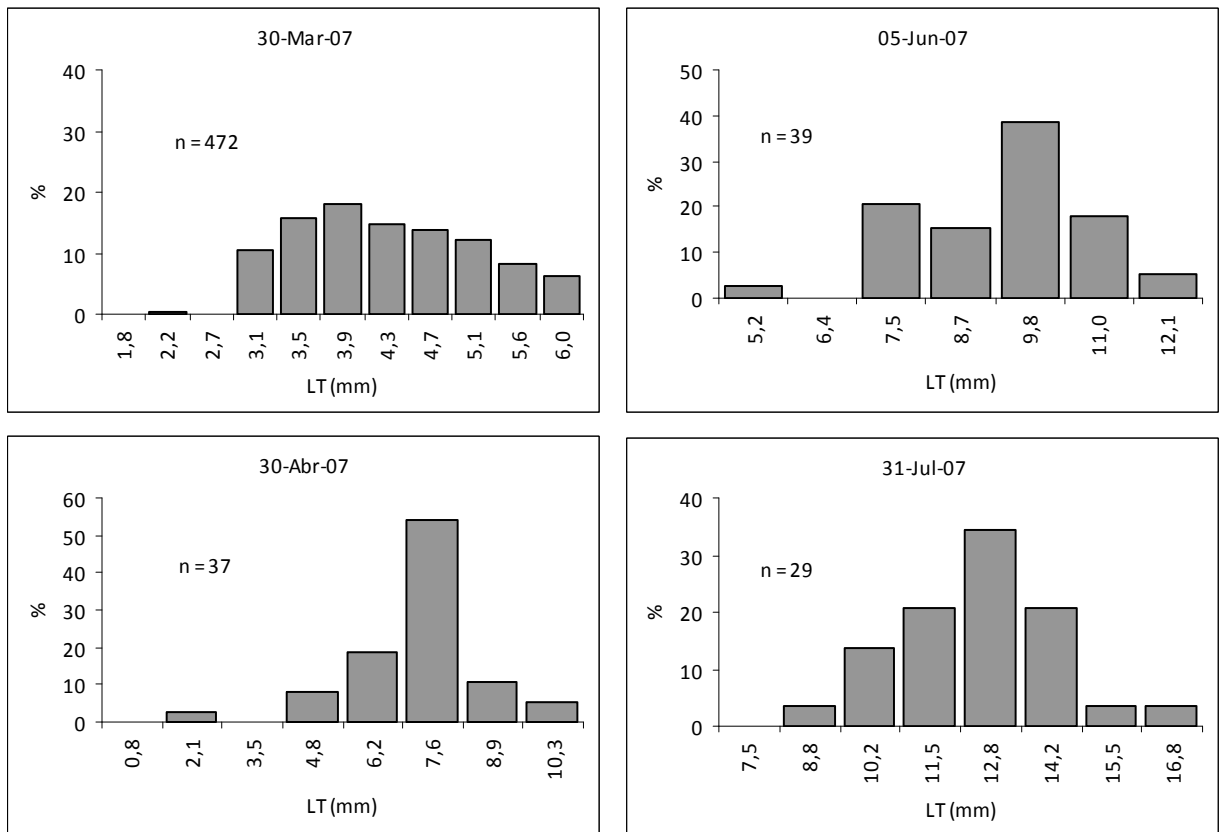 30-Mar-07
40
30
20
10
0
%
n = 472
1,8 2,2 2,7 3,1 3,5 3,9 4,3 4,7 5,1 5,6 6,0
LT (mm)
05-Jun-07
50
40
30
20
10
0
%
n = 39
5,2 6,4 7,5 8,7 9,8 11,0 12,1
LT (mm)
30-Abr-07
60
50
40
30
20
10
0
%
n = 37
0,8 2,1 3,5 4,8 6,2 7,6 8,9 10,3
LT (mm)
31-Jul-07
40
30
20
10
0
%
n = 29
7,5 8,8 10,2 11,5 12,8 14,2 15,5 16,8
LT (mm)